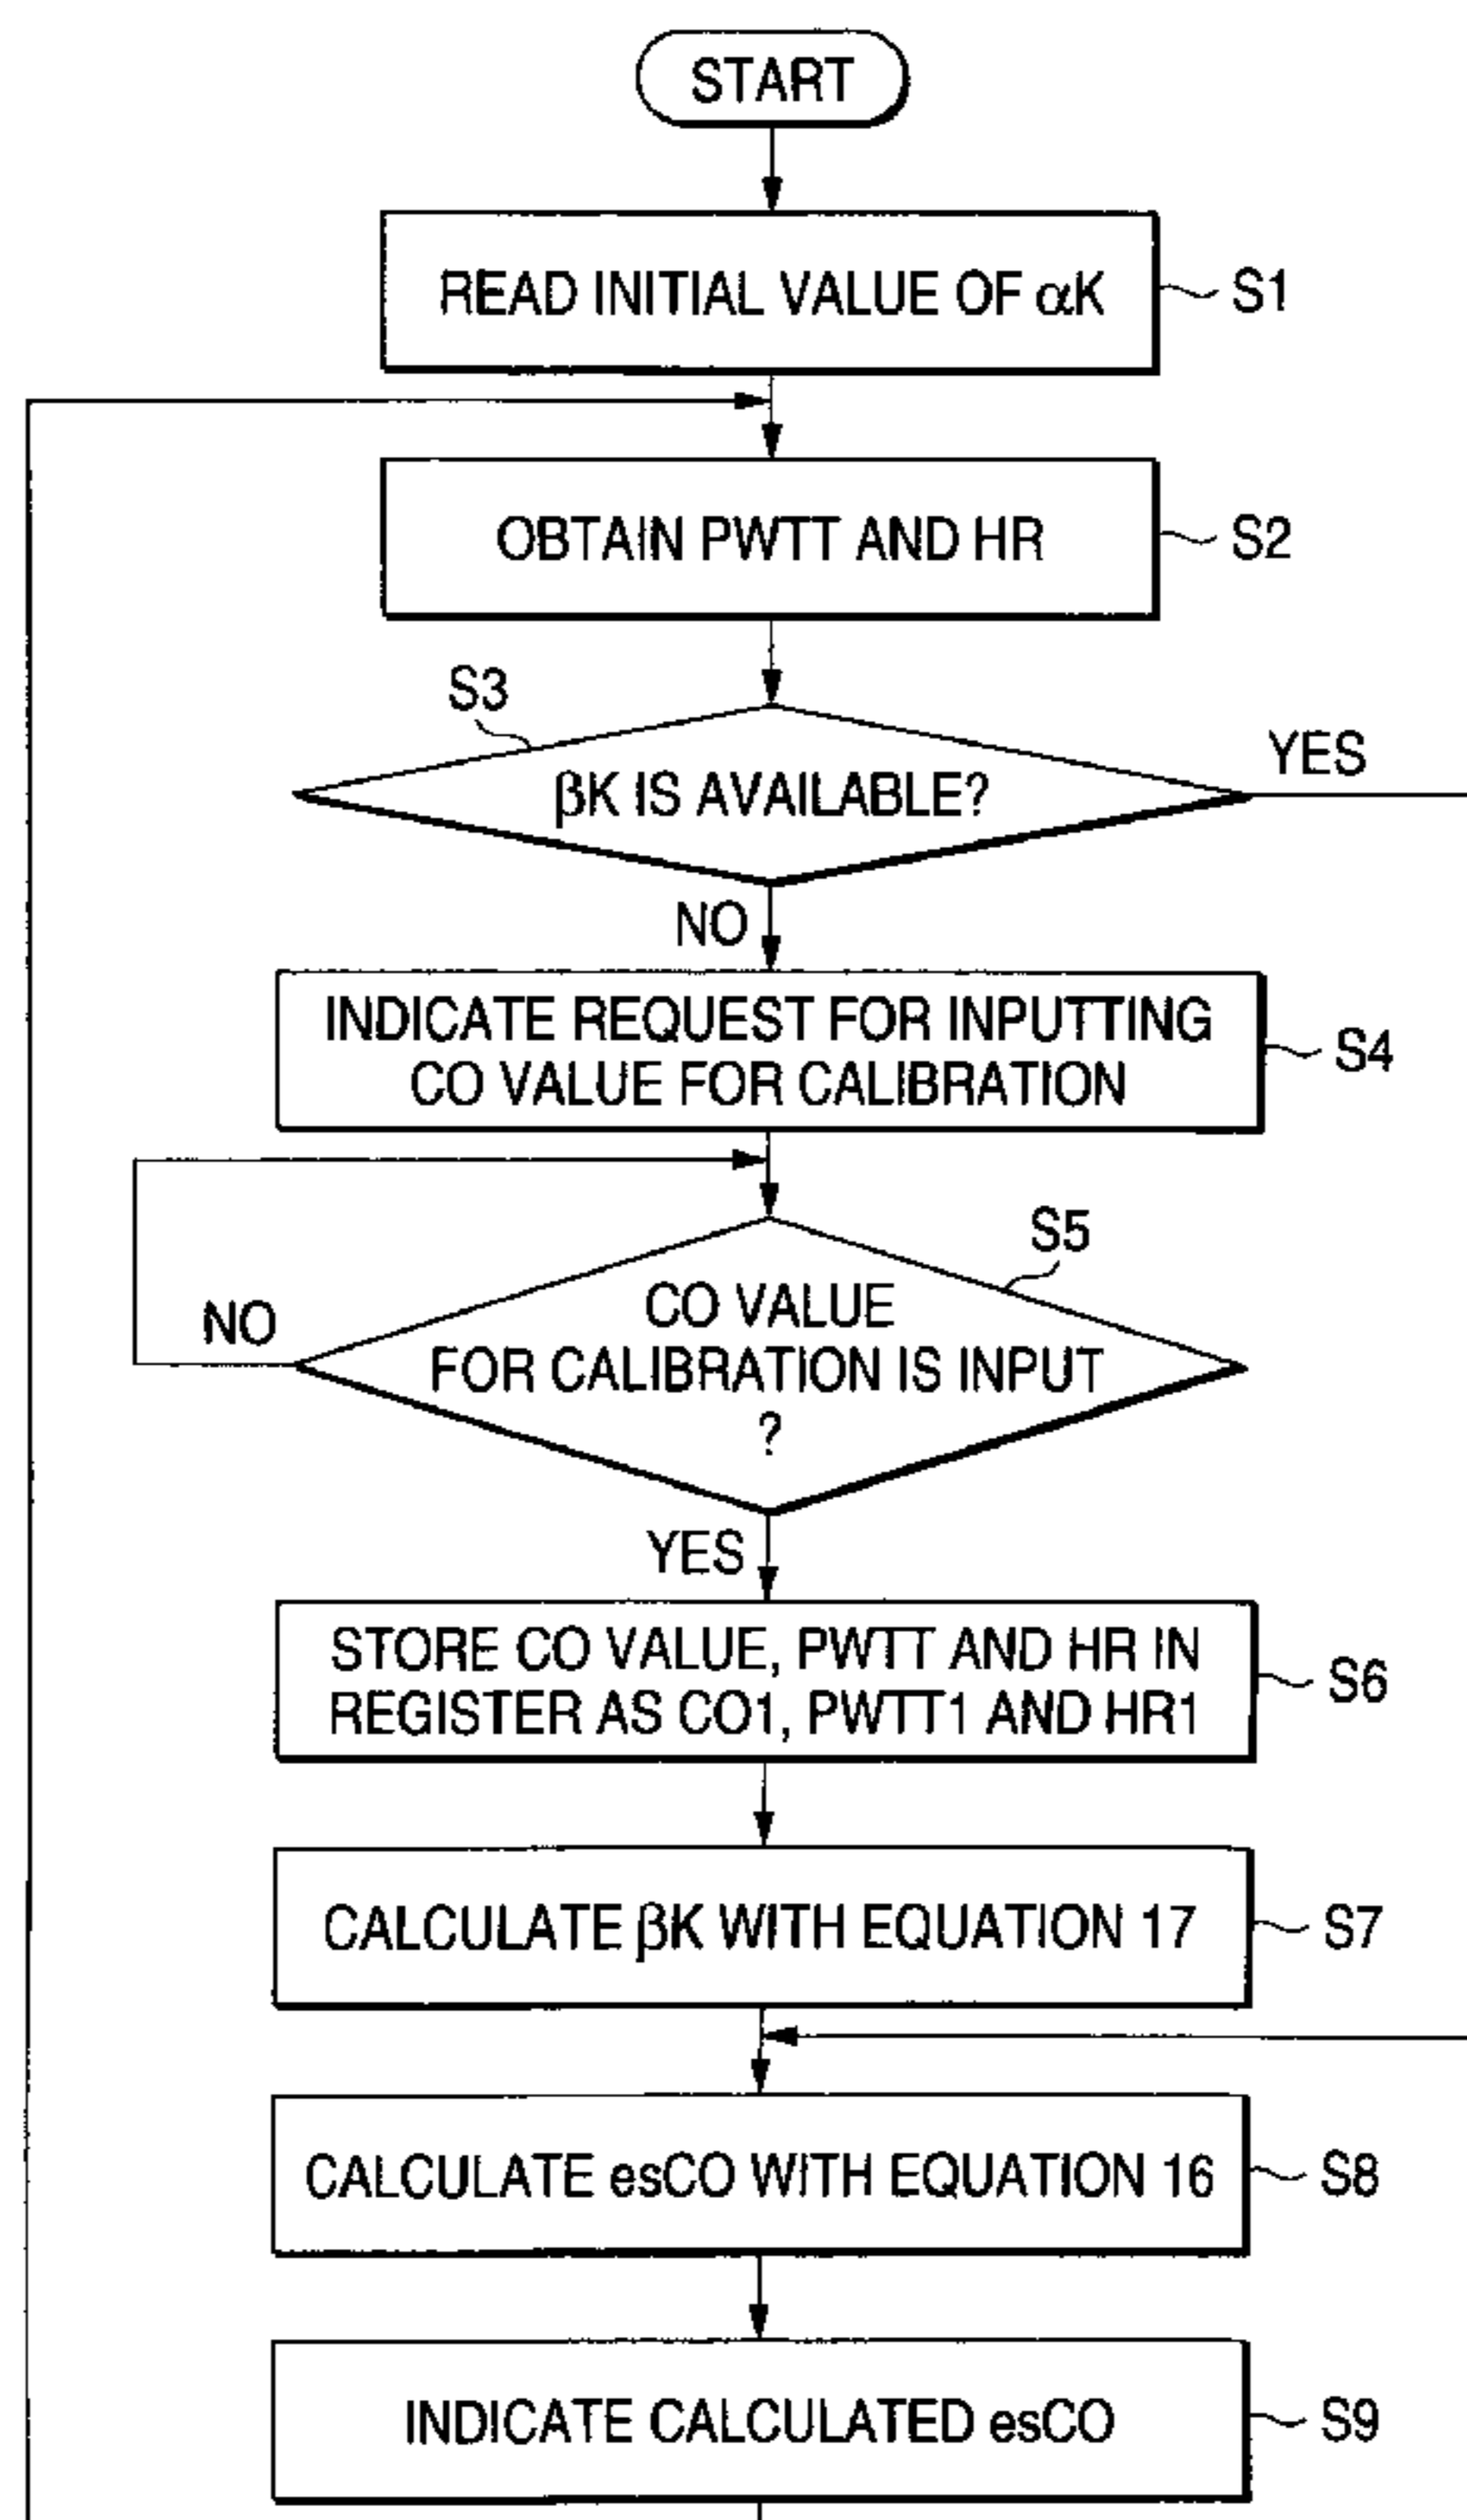 START
READ INITIAL VALUE OF αK
S1
OBTAIN PWTT AND HR
S2
S3
βK IS AVAILABLE?
YES
NO
INDICATE REQUEST FOR INPUTTING
CO VALUE FOR CALIBRATION
S4
S5
CO VALUE
FOR CALIBRATION IS INPUT
?
NO
YES
STORE CO VALUE, PWTT AND HR IN
REGISTER AS CO1, PWTT1 AND HR1
S6
CALCULATE βK WITH EQUATION 17
S7
CALCULATE esCO WITH EQUATION 16
S8
INDICATE CALCULATED esCO
S9